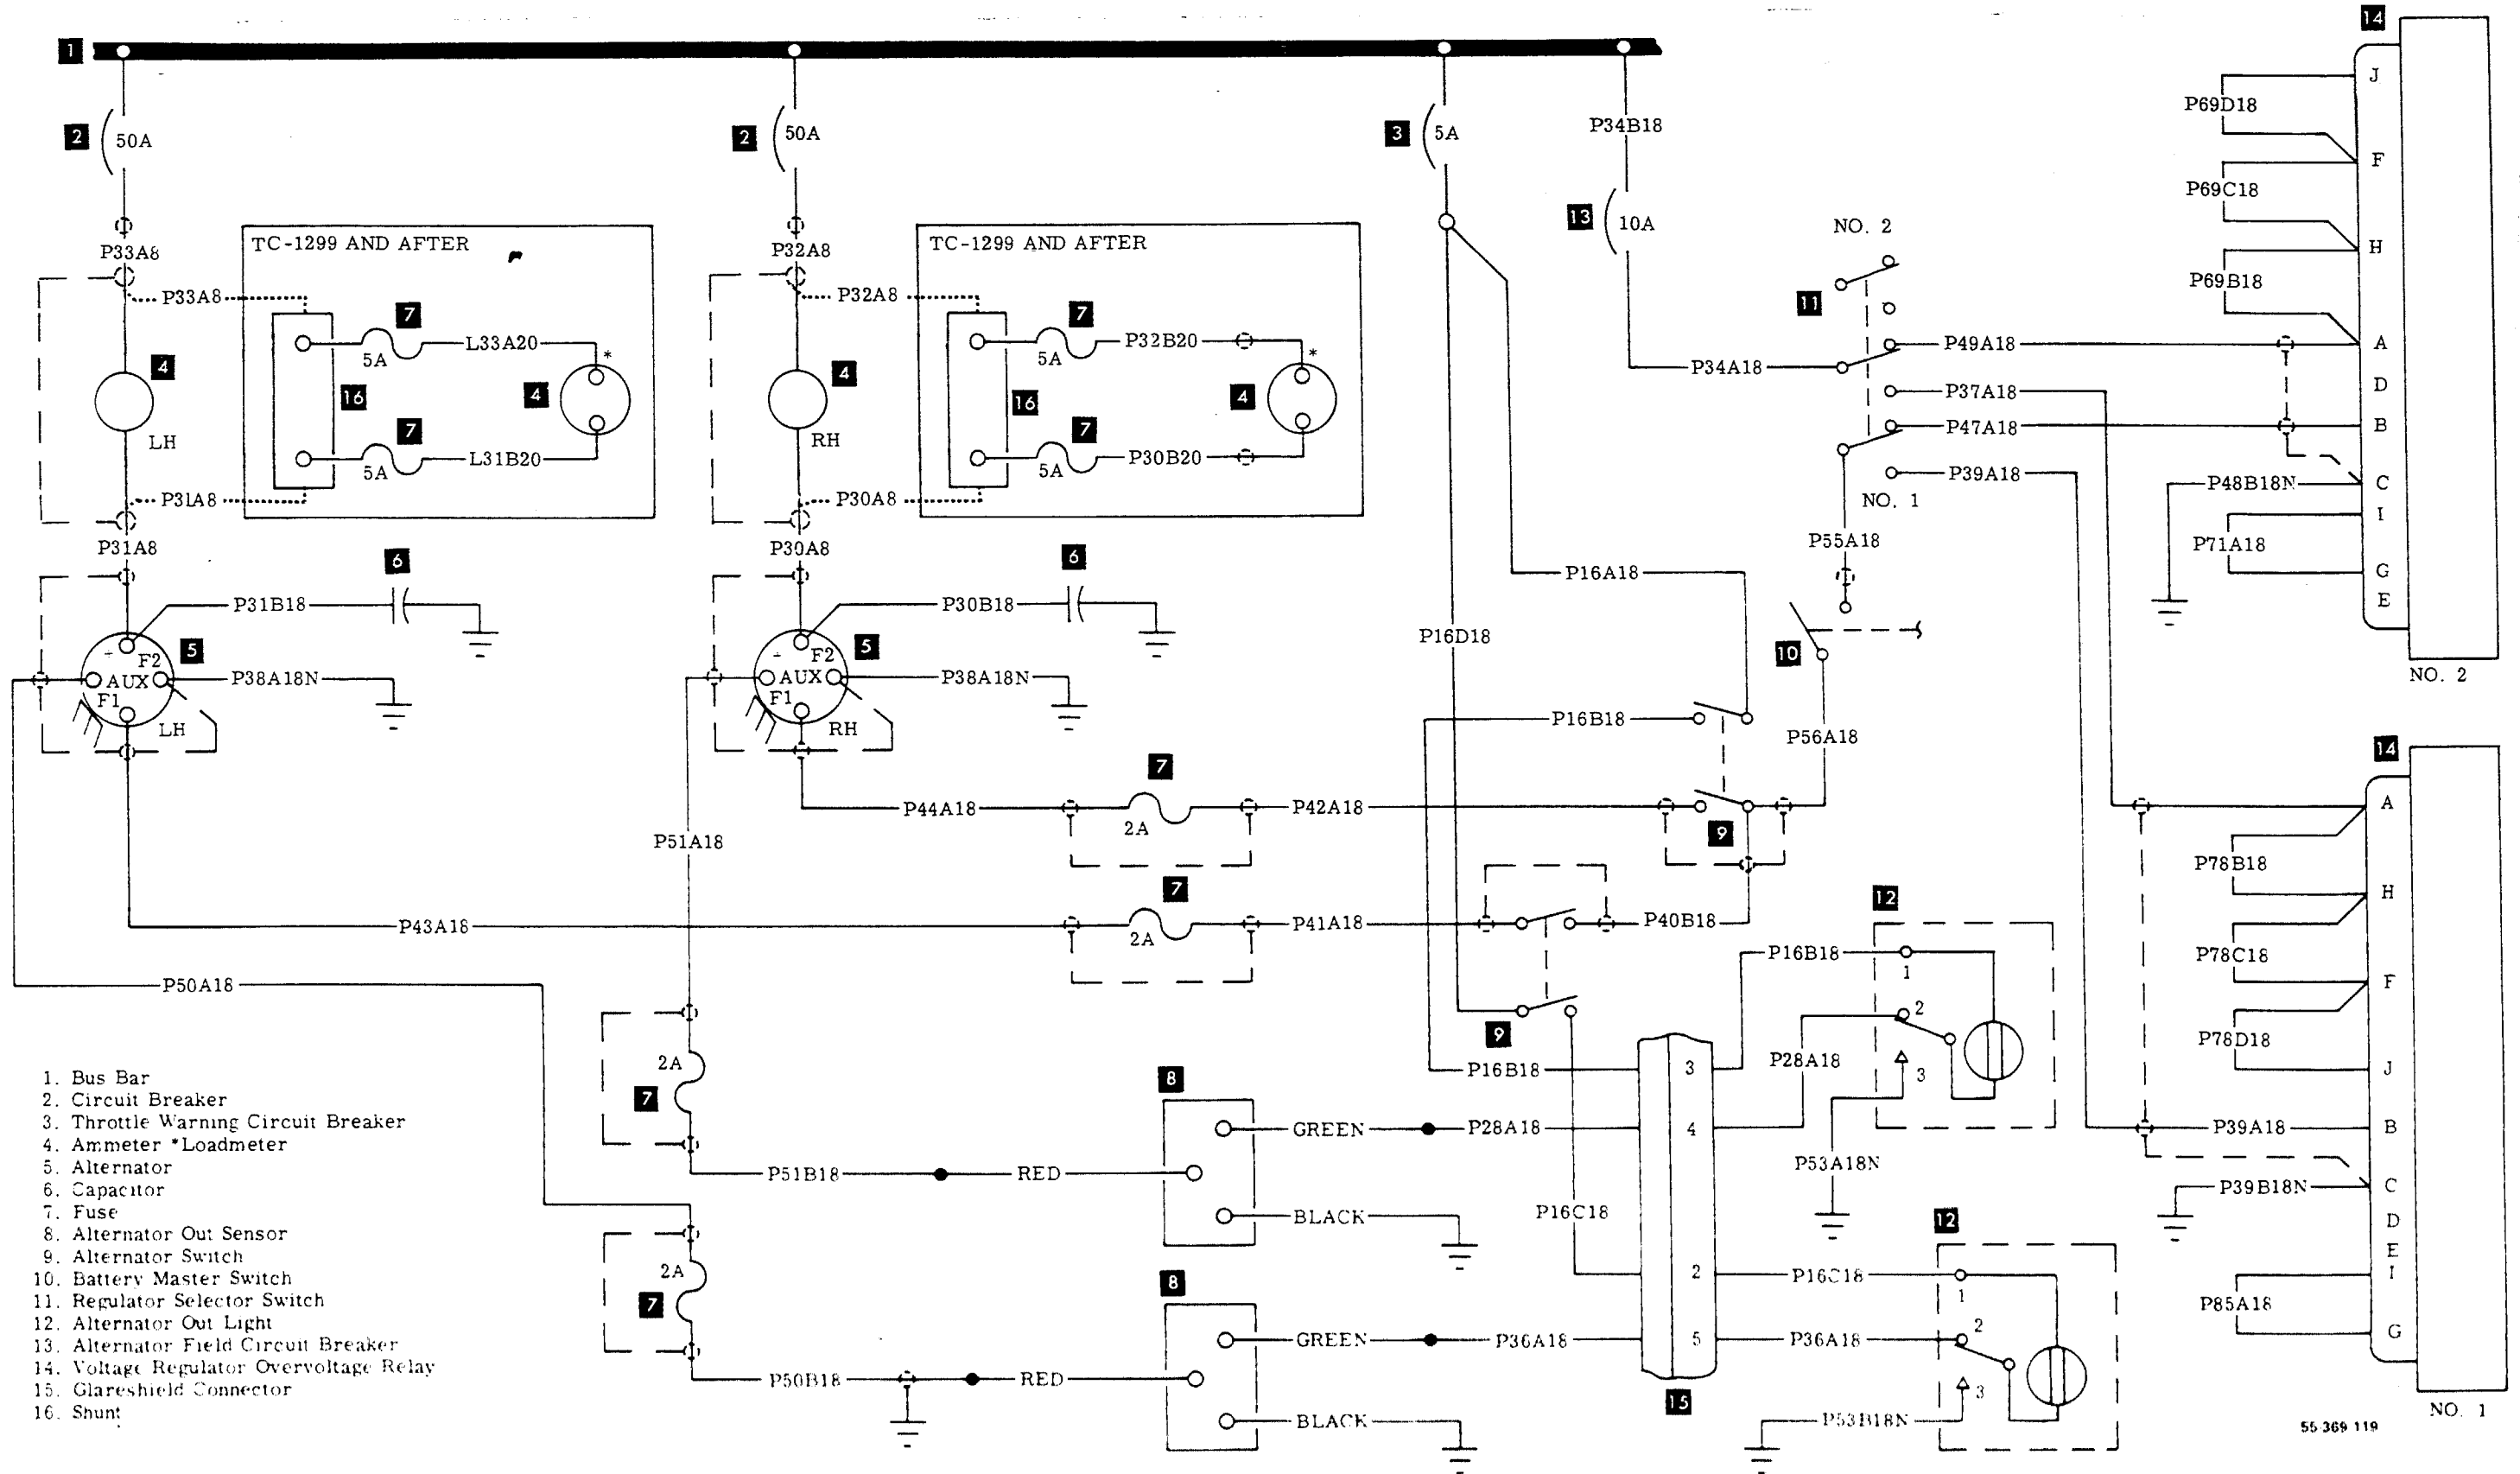 1
2
50A
P33A8
TC-1299 AND AFTER
P33A8
7
5A
L33A20
*
4
LH
16
4
7
5A
L31B20
P31A8
P31A8
6
P31B18
5
+
F2
AUX
F1
LH
P38A18N
2
50A
P32A8
TC-1299 AND AFTER
P32A8
7
5A
P32B20
*
4
RH
16
4
7
5A
P30B20
P30A8
P30A8
6
P30B18
5
+
F2
AUX
F1
RH
P38A18N
3
5A
P34B18
13
10A
NO. 2
11
P34A18
P49A18
P37A18
P47A18
P39A18
NO. 1
P55A18
P16A18
P16D18
10
P16B18
P56A18
P44A18
7
2A
P42A18
9
P51A18
P43A18
7
2A
P41A18
P40B18
9
P50A18
2A
7
P51B18
RED
8
GREEN
P28A18
BLACK
P16B18
P16C18
2A
7
P50B18
RED
8
GREEN
P36A18
BLACK
3
4
2
5
15
12
P16B18
1
2
3
P28A18
P53A18N
12
P16C18
1
P36A18
2
3
P53B18N
14
J
P69D18
F
P69C18
H
P69B18
A
D
B
P48B18N
C
I
P71A18
G
E
NO. 2
14
A
P78B18
H
P78C18
F
P78D18
J
P39A18
B
P39B18N
C
D
E
I
P85A18
G
NO. 1
55-369-119
1. Bus Bar
2. Circuit Breaker
3. Throttle Warning Circuit Breaker
4. Ammeter *Loadmeter
5. Alternator
6. Capacitor
7. Fuse
8. Alternator Out Sensor
9. Alternator Switch
10. Battery Master Switch
11. Regulator Selector Switch
12. Alternator Out Light
13. Alternator Field Circuit Breaker
14. Voltage Regulator Overvoltage Relay
15. Glareshield Connector
16. Shunt